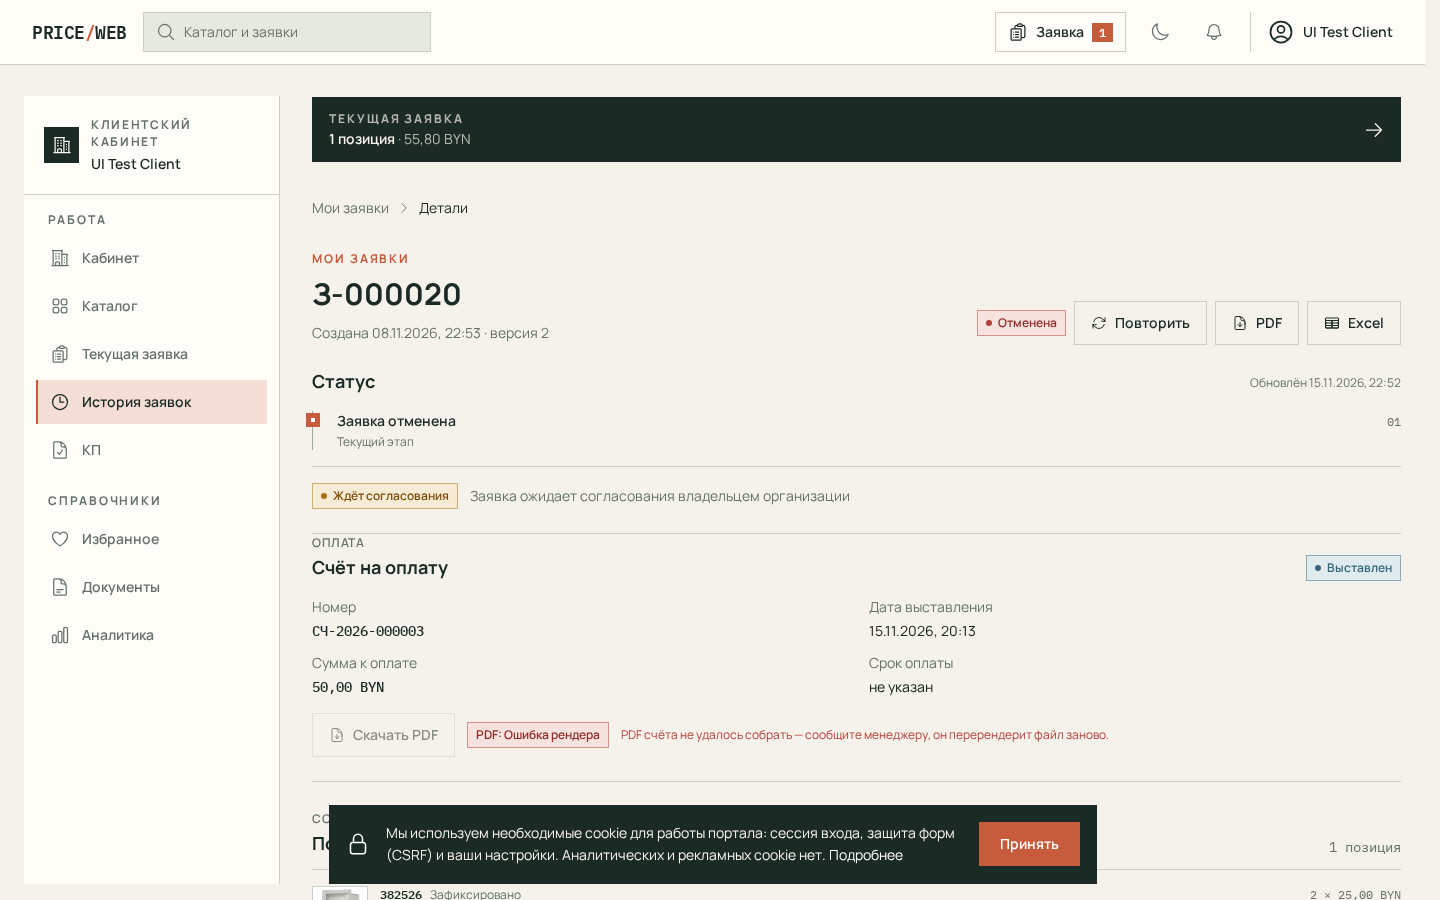 PRICE/WEB
Каталог и заявки
Заявка 1
UI Test Client
КЛИЕНТСКИЙ
КАБИНЕТ
UI Test Client
РАБОТА
Кабинет
Каталог
Текущая заявка
История заявок
КП
СПРАВОЧНИКИ
Избранное
Документы
Аналитика
ТЕКУЩАЯ ЗАЯВКА
1 позиция · 55,80 BYN
Мои заявки > Детали
МОИ ЗАЯВКИ
З-000020
Создана 08.11.2026, 22:53 · версия 2
Отменена
Повторить
PDF
Excel
Статус
Обновлён 15.11.2026, 22:52
Заявка отменена
01
Текущий этап
Ждёт согласования
Заявка ожидает согласования владельцем организации
ОПЛАТА
Счёт на оплату
Выставлен
Номер
СЧ-2026-000003
Дата выставления
15.11.2026, 20:13
Сумма к оплате
50,00 BYN
Срок оплаты
не указан
Скачать PDF
PDF: Ошибка рендера
PDF счёта не удалось собрать — сообщите менеджеру, он перерендерит файл заново.
1 позиция
Мы используем необходимые cookie для работы портала: сессия входа, защита форм
(CSRF) и ваши настройки. Аналитических и рекламных cookie нет. Подробнее
Принять
382526 Зафиксировано
2 × 25,00 BYN